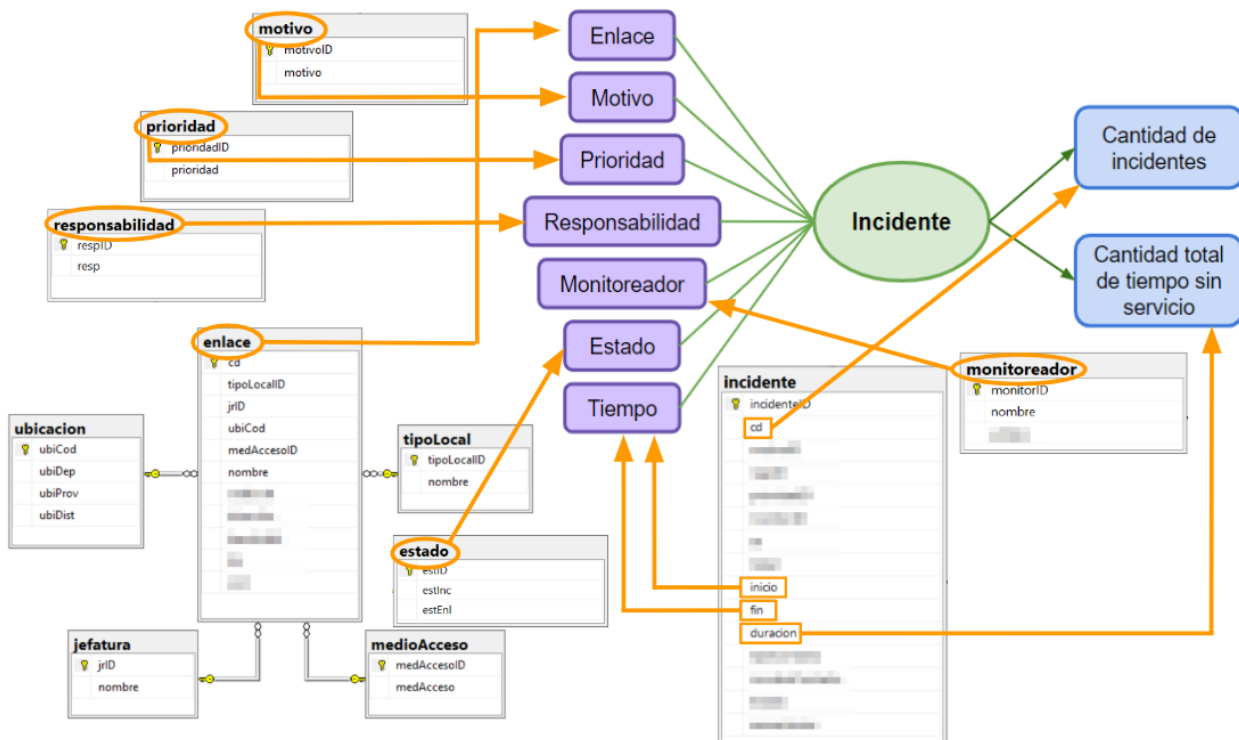 motivo
motivoID
motivo
prioridad
prioridadID
prioridad
responsabilidad
respID
resp
enlace
cd
tipoLocalID
jrID
ubiCod
medAccesoID
nombre
ubicacion
ubiCod
ubiDep
ubiProv
ubiDist
tipoLocal
tipoLocalID
nombre
estado
estID
estInc
estEnl
jefatura
jrID
nombre
medioAcceso
medAccesoID
medAcceso
Enlace
Motivo
Prioridad
Responsabilidad
Monitoreador
Estado
Tiempo
Incidente
Cantidad de
incidentes
Cantidad total
de tiempo sin
servicio
incidente
incidenteID
cd
inicio
fin
duracion
monitoreador
monitorID
nombre